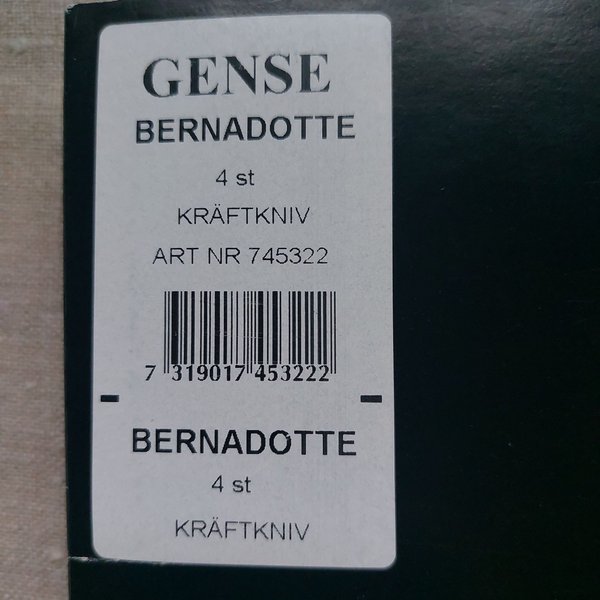 GENSE
BERNADOTTE
4 st
KRÄFTKNIV
ART NR 745322
7 319017 453222
BERNADOTTE
4 st
KRÄFTKNIV